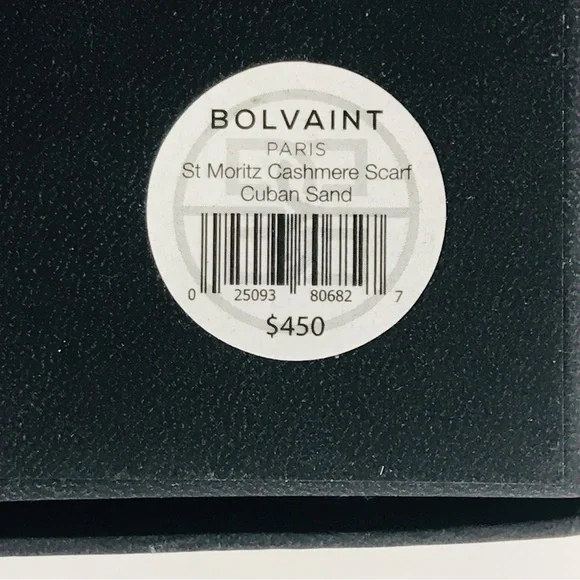 BOLVAINT
PARIS
St Moritz Cashmere Scarf
Cuban Sand
0 25093 80682 7
$450